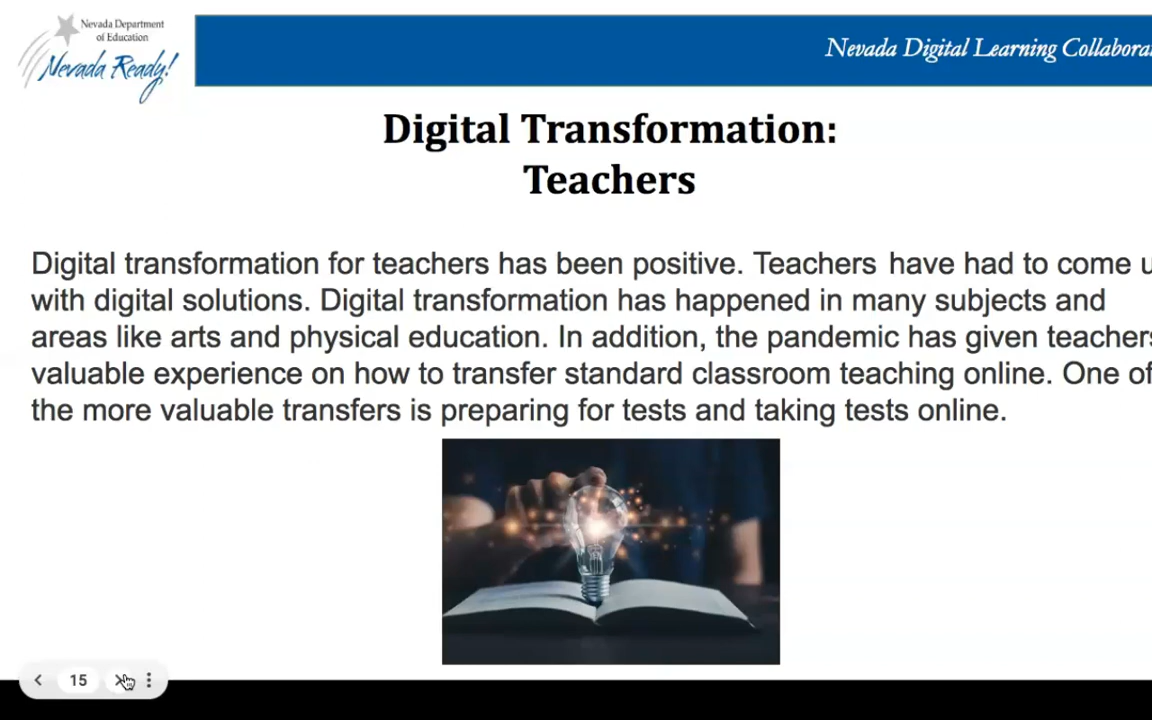 Nevada Department
of Education
Nevada Ready!
Nevada Digital Learning Collabora
Digital Transformation:
Teachers
Digital transformation for teachers has been positive. Teachers have had to come u
with digital solutions. Digital transformation has happened in many subjects and
areas like arts and physical education. In addition, the pandemic has given teachers
valuable experience on how to transfer standard classroom teaching online. One of
the more valuable transfers is preparing for tests and taking tests online.
15